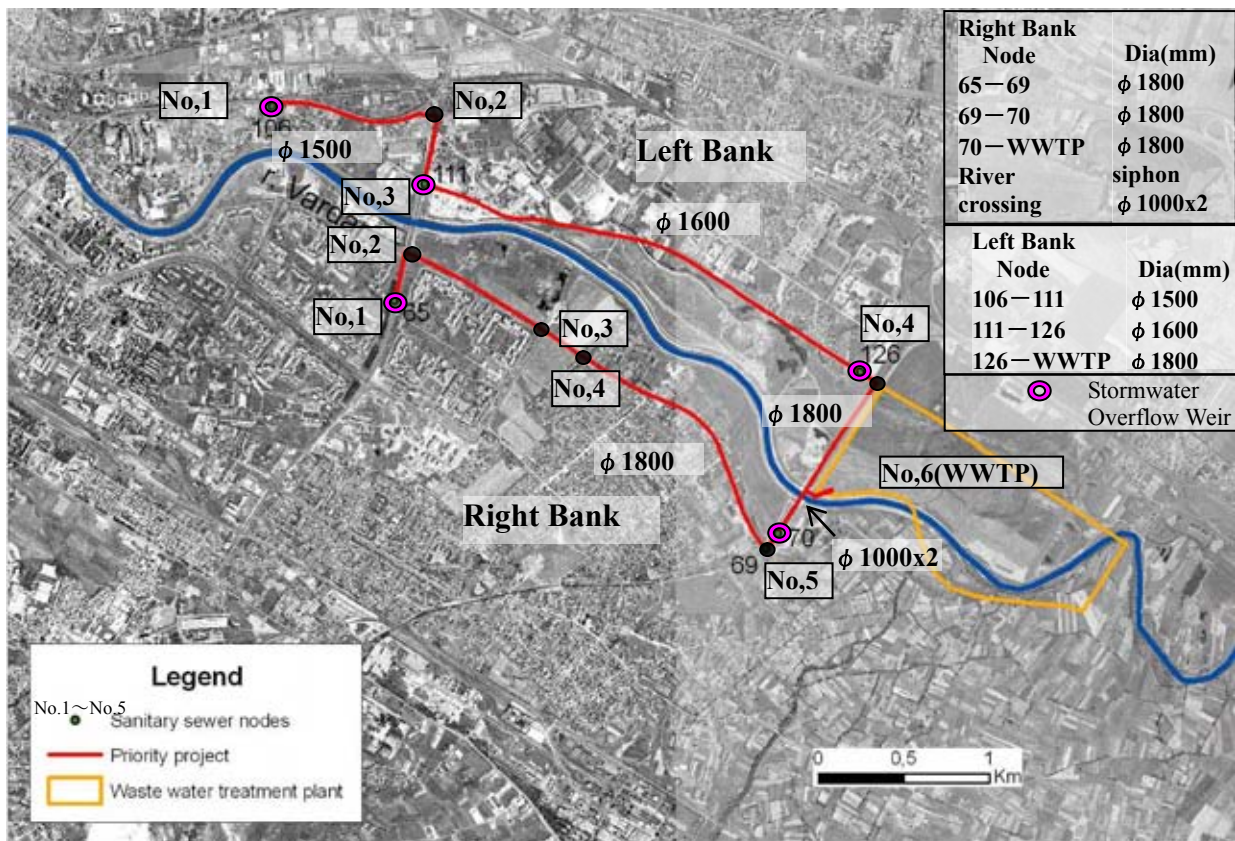 Right Bank
Node Dia(mm)
65－69 ϕ 1800
69－70 ϕ 1800
70－WWTP ϕ 1800
River siphon
crossing ϕ 1000x2
Left Bank
Node Dia(mm)
106－111 ϕ 1500
111－126 ϕ 1600
126－WWTP ϕ 1800
Stormwater
Overflow Weir
No,1
106
No,2
ϕ 1500
Left Bank
111
No,3
r. Vardar
No,2
ϕ 1600
No,1
65
No,3
No,4
No,4
126
ϕ 1800
ϕ 1800
No,6(WWTP)
Right Bank
70
69
No,5
ϕ 1000x2
Legend
No.1～No.5
Sanitary sewer nodes
Priority project
Waste water treatment plant
0 0,5 1
Km